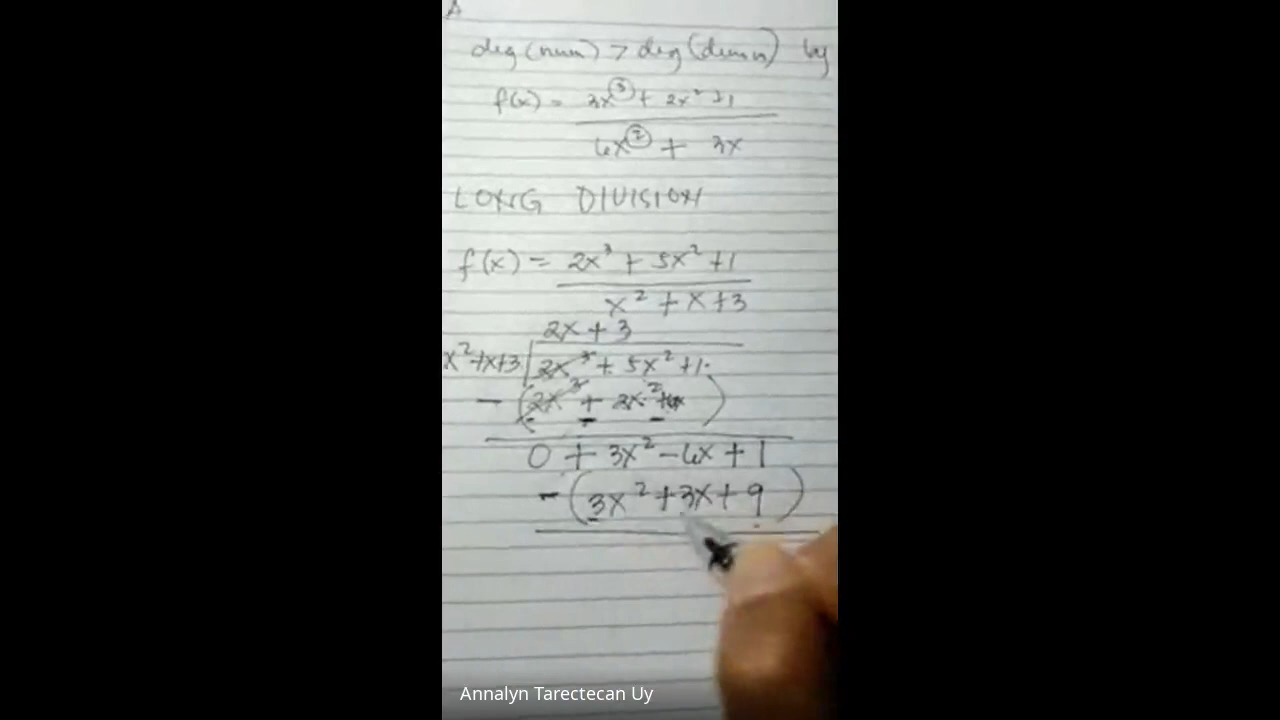 A
deg (num) > deg (denom) by
f(x) = 3x³ + 2x² + 1
6x² + 3x
LONG DIVISION
f(x) = 2x³ + 5x² + 1
x² + x + 3
2x + 3
x² + x + 3 2x³ + 5x² + 1
- (2x³ + 2x² + 6x)
0 + 3x² - 6x + 1
- (3x² + 3x + 9)
Annalyn Tarectecan Uy